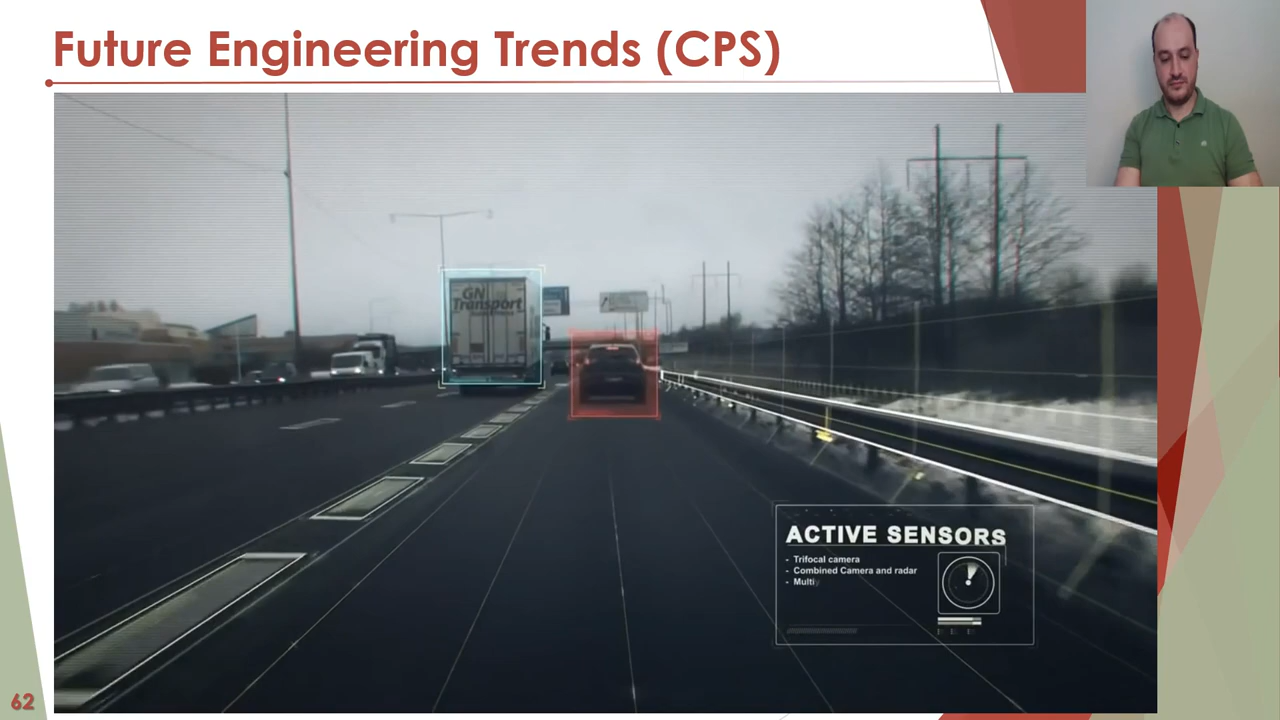 Future Engineering Trends (CPS)
GN
Transport
ACTIVE SENSORS
- Trifocal camera
- Combined Camera and radar
- Multi
62